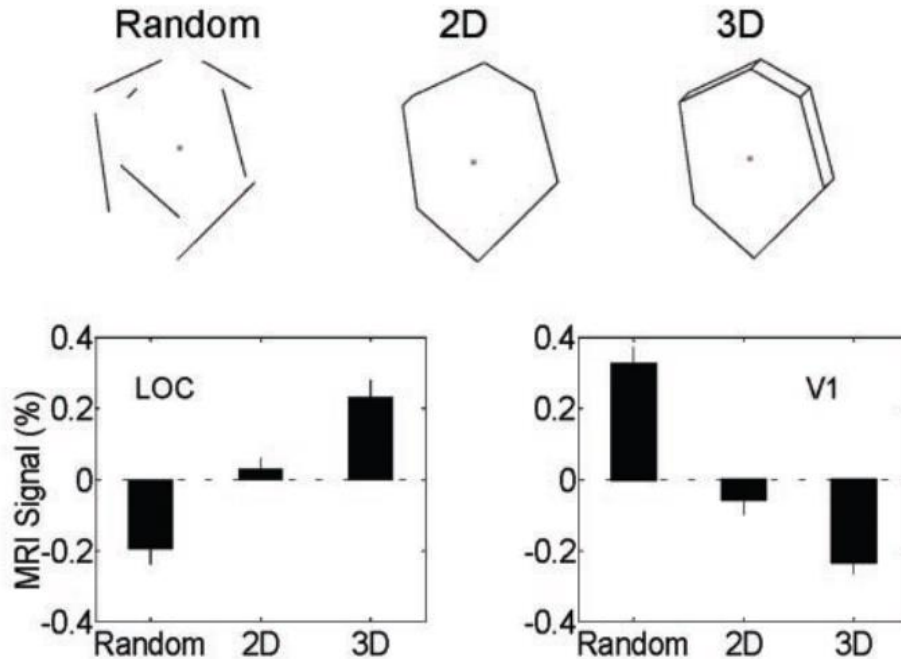 Random 2D 3D
0.4 0.4
LOC V1
0.2 0.2
0 0
-0.2 -0.2
-0.4 -0.4
MRI Signal (%)
Random 2D 3D Random 2D 3D